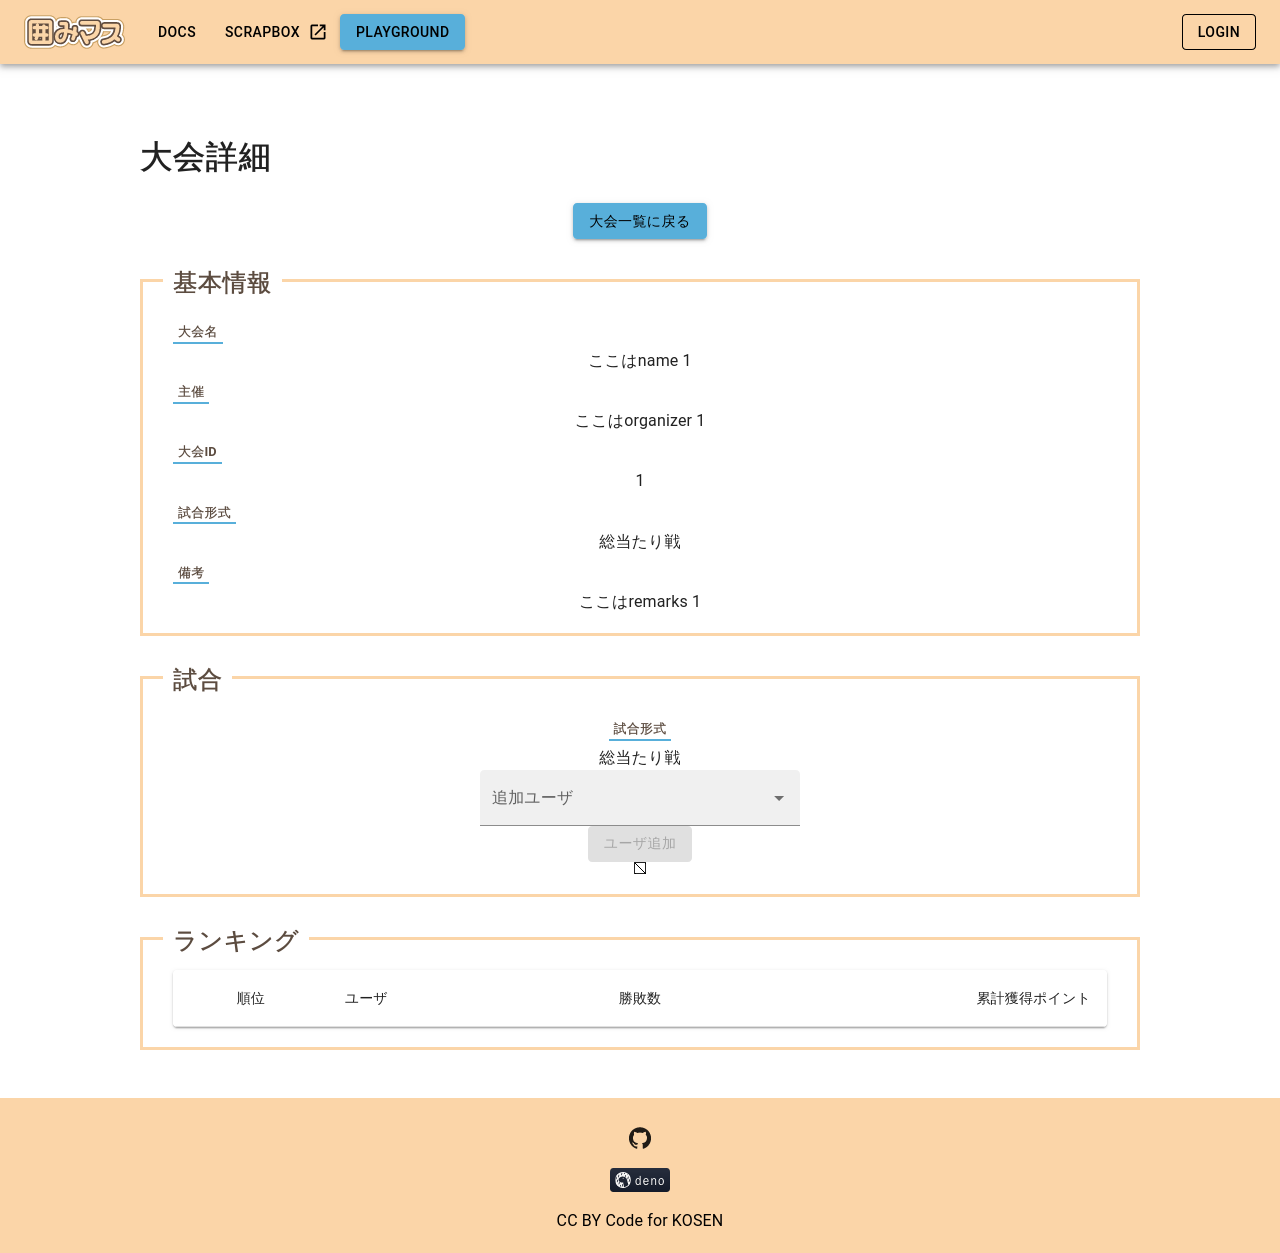 囲みマス DOCS SCRAPBOX PLAYGROUND LOGIN
大会詳細
大会一覧に戻る
基本情報
大会名
ここはname 1
主催
ここはorganizer 1
大会ID
1
試合形式
総当たり戦
備考
ここはremarks 1
試合
試合形式
総当たり戦
追加ユーザ
ユーザ追加
ランキング
順位 ユーザ 勝敗数 累計獲得ポイント
deno
CC BY Code for KOSEN